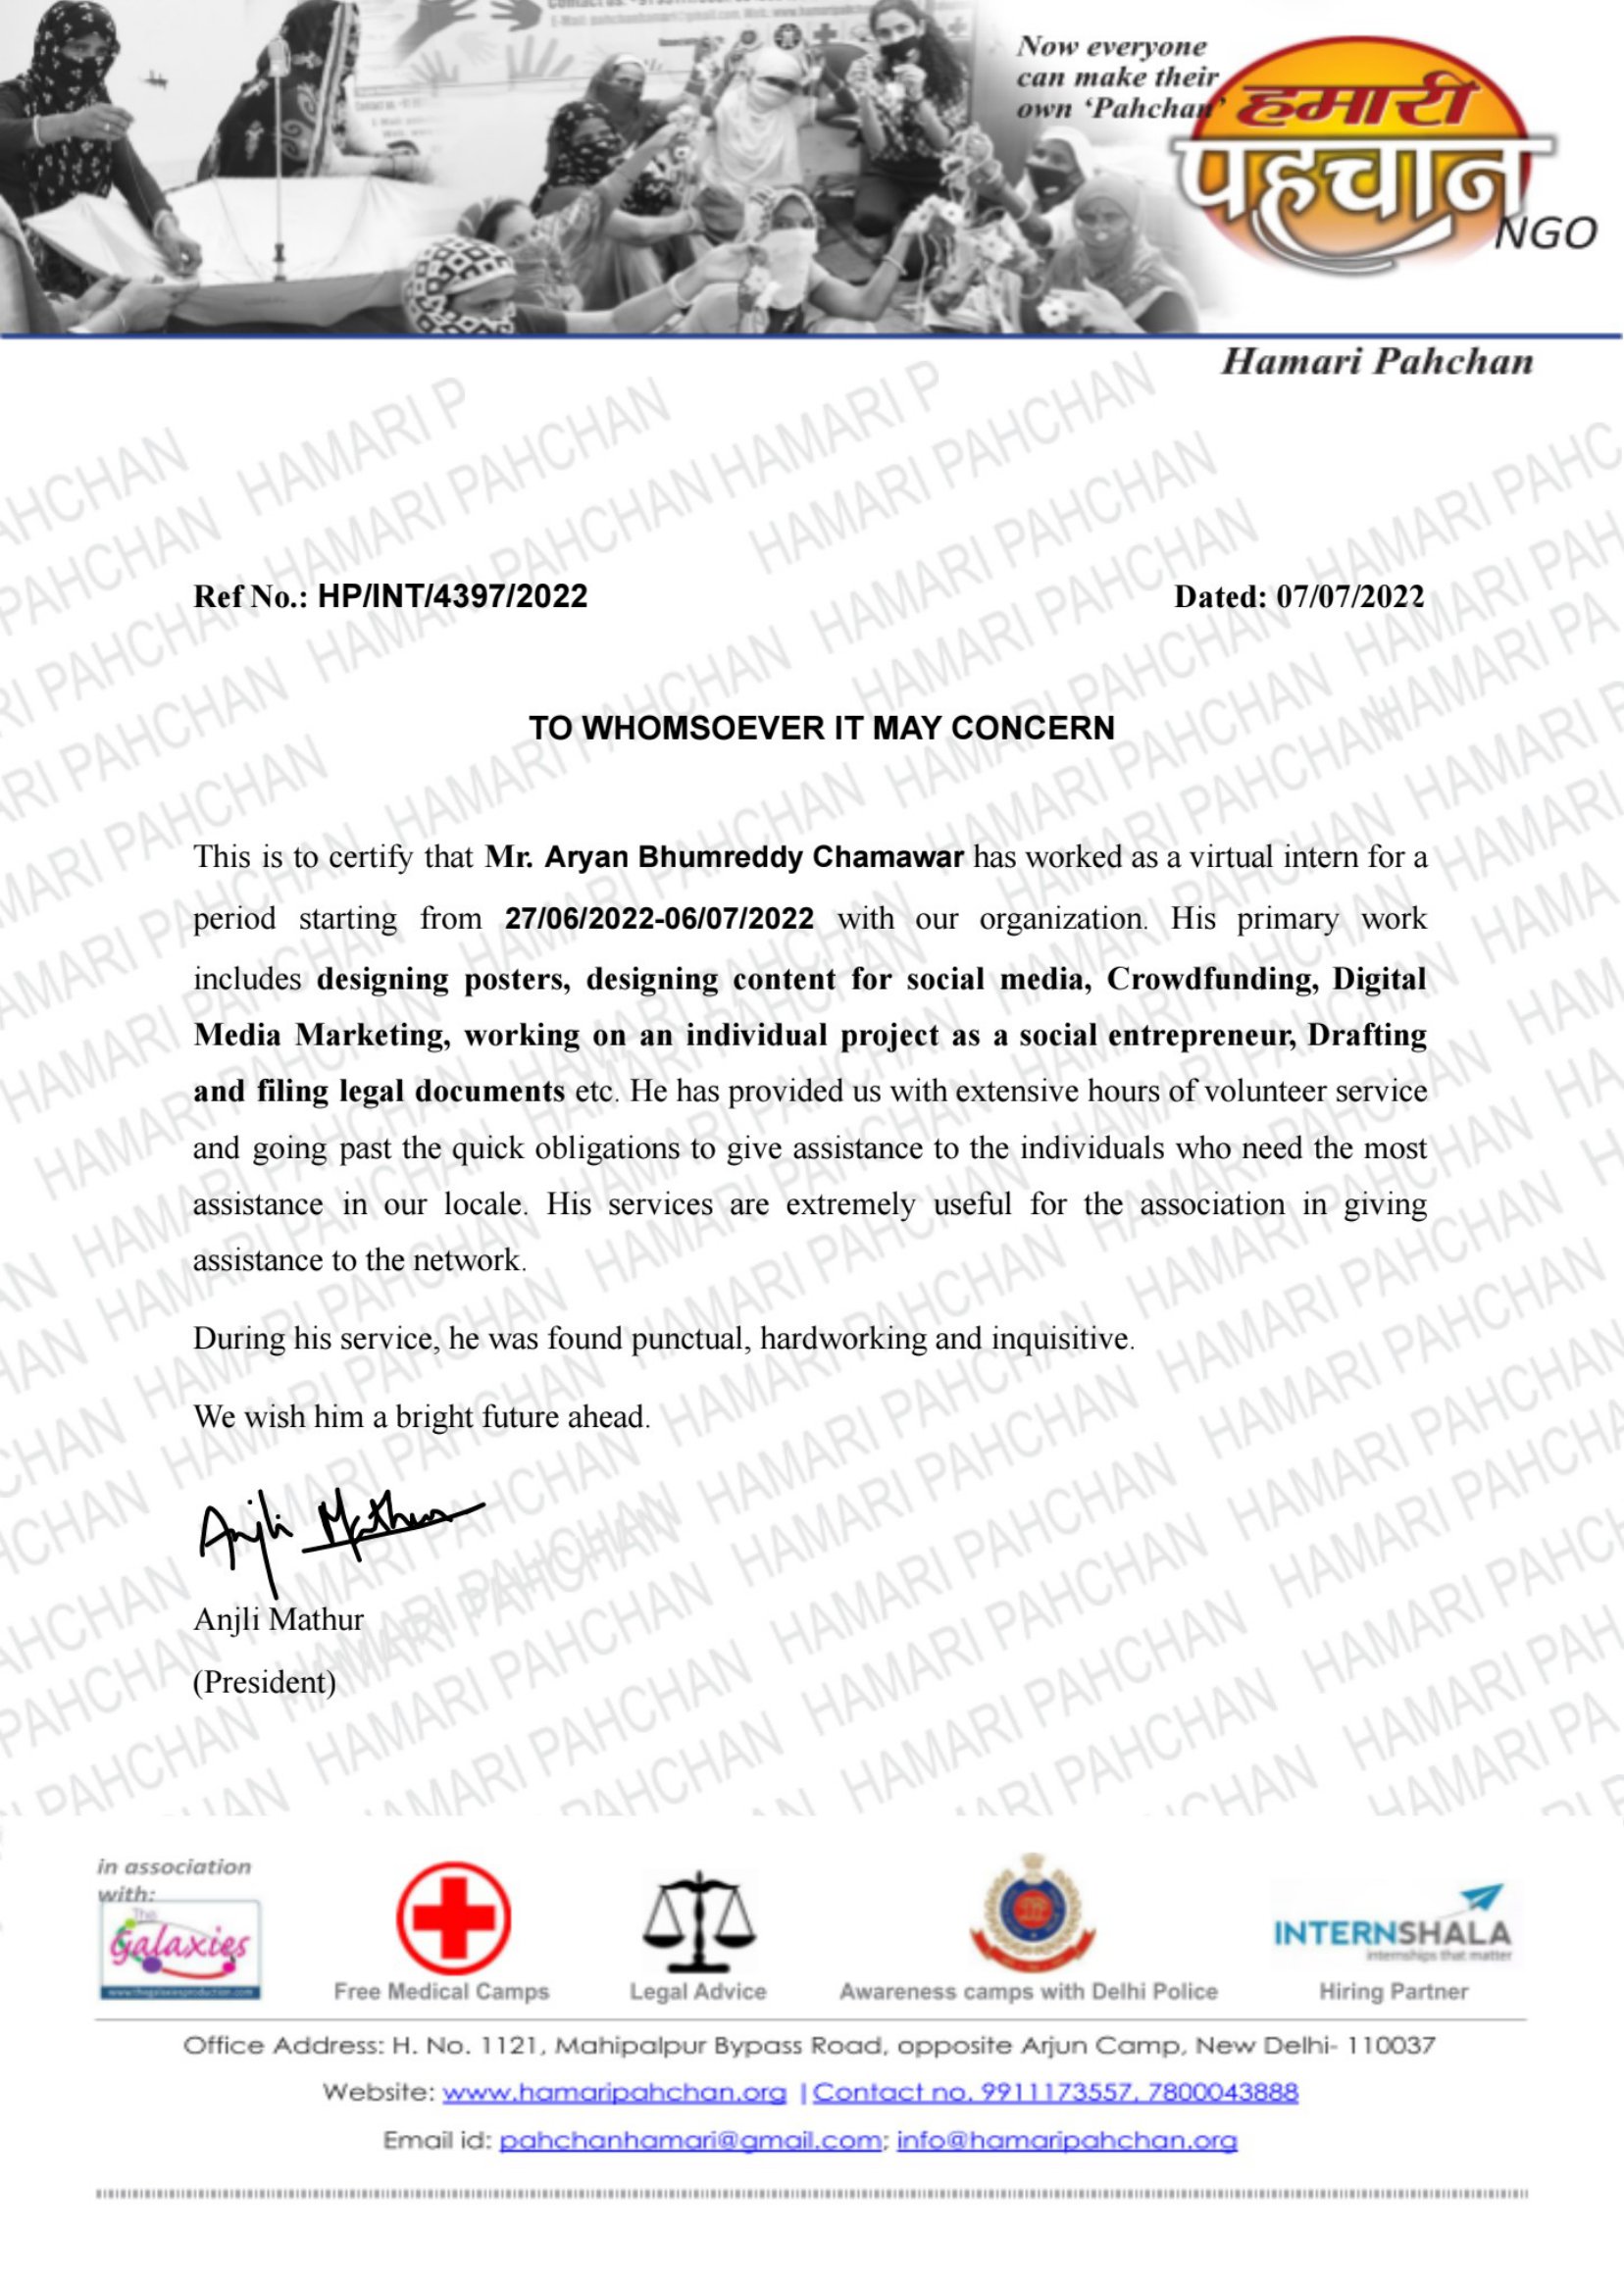 Now everyone
can make their
own ‘Pahchan’
हमारी
पहचान
NGO
Hamari Pahchan
Ref No.: HP/INT/4397/2022 Dated: 07/07/2022
TO WHOMSOEVER IT MAY CONCERN
This is to certify that Mr. Aryan Bhumreddy Chamawar has worked as a virtual intern for a
period starting from 27/06/2022-06/07/2022 with our organization. His primary work
includes designing posters, designing content for social media, Crowdfunding, Digital
Media Marketing, working on an individual project as a social entrepreneur, Drafting
and filing legal documents etc. He has provided us with extensive hours of volunteer service
and going past the quick obligations to give assistance to the individuals who need the most
assistance in our locale. His services are extremely useful for the association in giving
assistance to the network.
During his service, he was found punctual, hardworking and inquisitive.
We wish him a bright future ahead.
Anjli Mathur
Anjli Mathur
(President)
in association
with:
The
Galaxies
Free Medical Camps
Legal Advice
Awareness camps with Delhi Police
INTERNSHALA
internships that matter
Hiring Partner
Office Address: H. No. 1121, Mahipalpur Bypass Road, opposite Arjun Camp, New Delhi- 110037
Website: www.hamaripahchan.org | Contact no. 9911173557, 7800043888
Email id: pahchanhamari@gmail.com; info@hamaripahchan.org